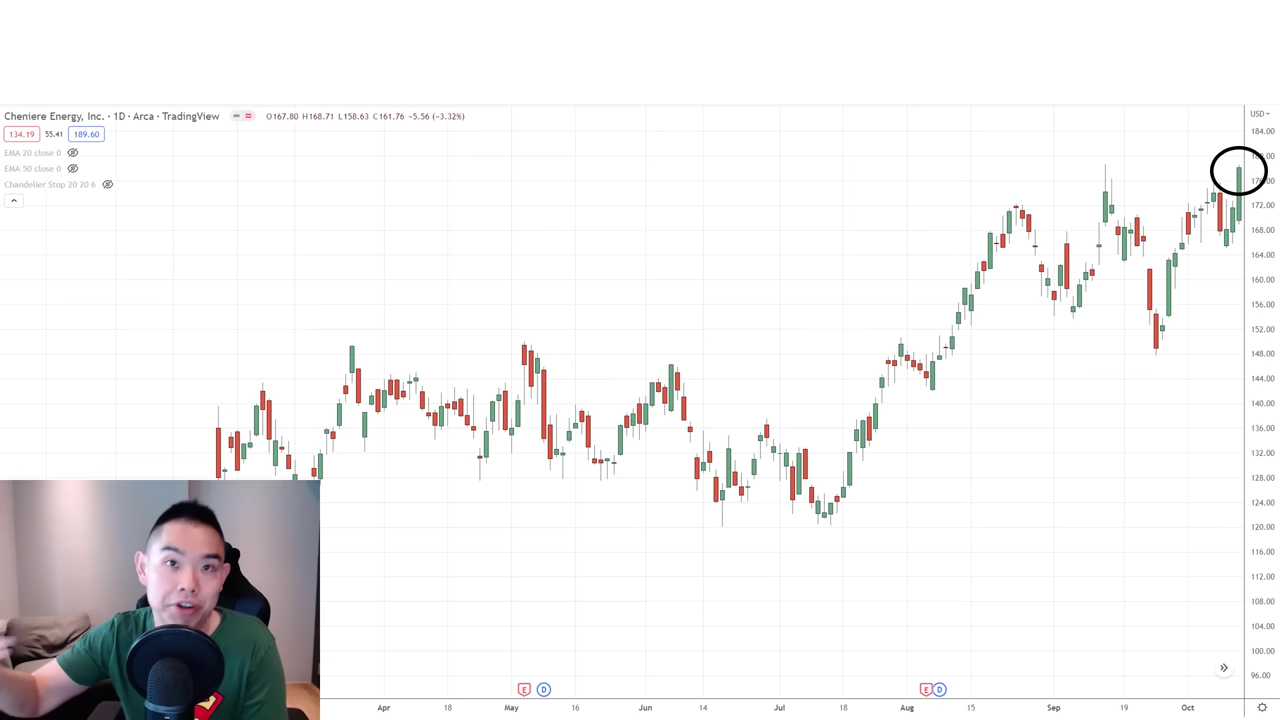 Cheniere Energy, Inc. · 1D · Arca · TradingView O167.80 H168.71 L158.63 C161.76 −5.56 (−3.32%)
USD
134.19 55.41 189.60
EMA 20 close 0
EMA 50 close 0
Chandelier Stop 20 20 6
184.00
172.00
168.00
164.00
160.00
156.00
152.00
148.00
144.00
140.00
136.00
132.00
128.00
124.00
120.00
116.00
112.00
108.00
104.00
100.00
96.00
E D E D
Apr 18 May 16 Jun 14 Jul 18 Aug 15 Sep 19 Oct